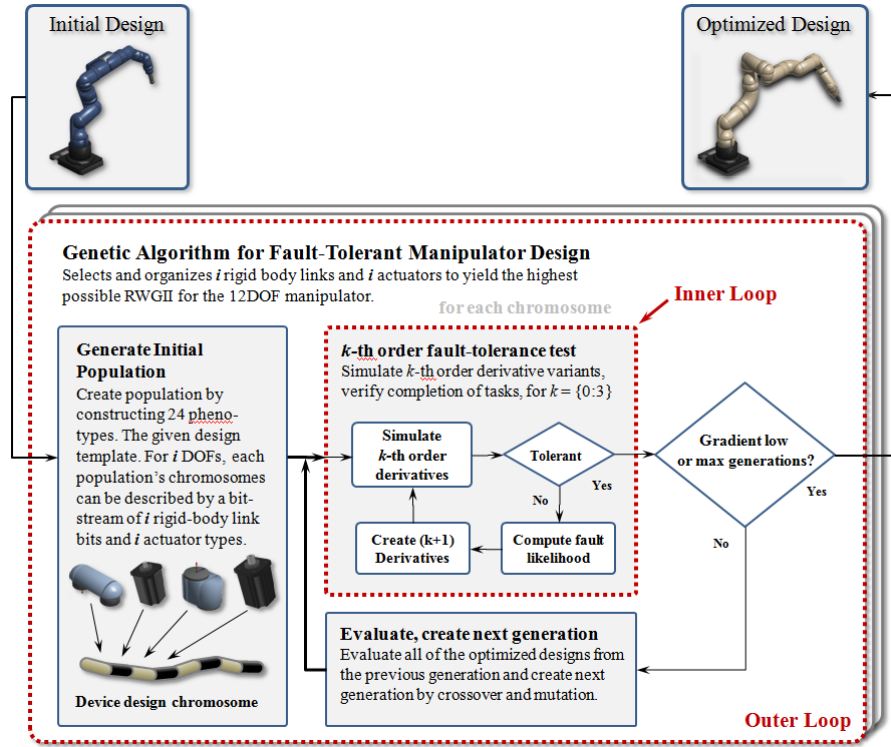 Initial Design
Optimized Design
Genetic Algorithm for Fault-Tolerant Manipulator Design
Selects and organizes i rigid body links and i actuators to yield the highest
possible RWGII for the 12DOF manipulator.
for each chromosome
Inner Loop
Generate Initial
Population
Create population by
constructing 24 pheno-
types. The given design
template. For i DOFs, each
population's chromosomes
can be described by a bit-
stream of i rigid-body link
bits and i actuator types.
Device design chromosome
k-th order fault-tolerance test
Simulate k-th order derivative variants,
verify completion of tasks, for k = {0:3}
Simulate
k-th order
derivatives
Tolerant
Yes
No
Create (k+1)
Derivatives
Compute fault
likelihood
Gradient low
or max generations?
Yes
No
Evaluate, create next generation
Evaluate all of the optimized designs from
the previous generation and create next
generation by crossover and mutation.
Outer Loop